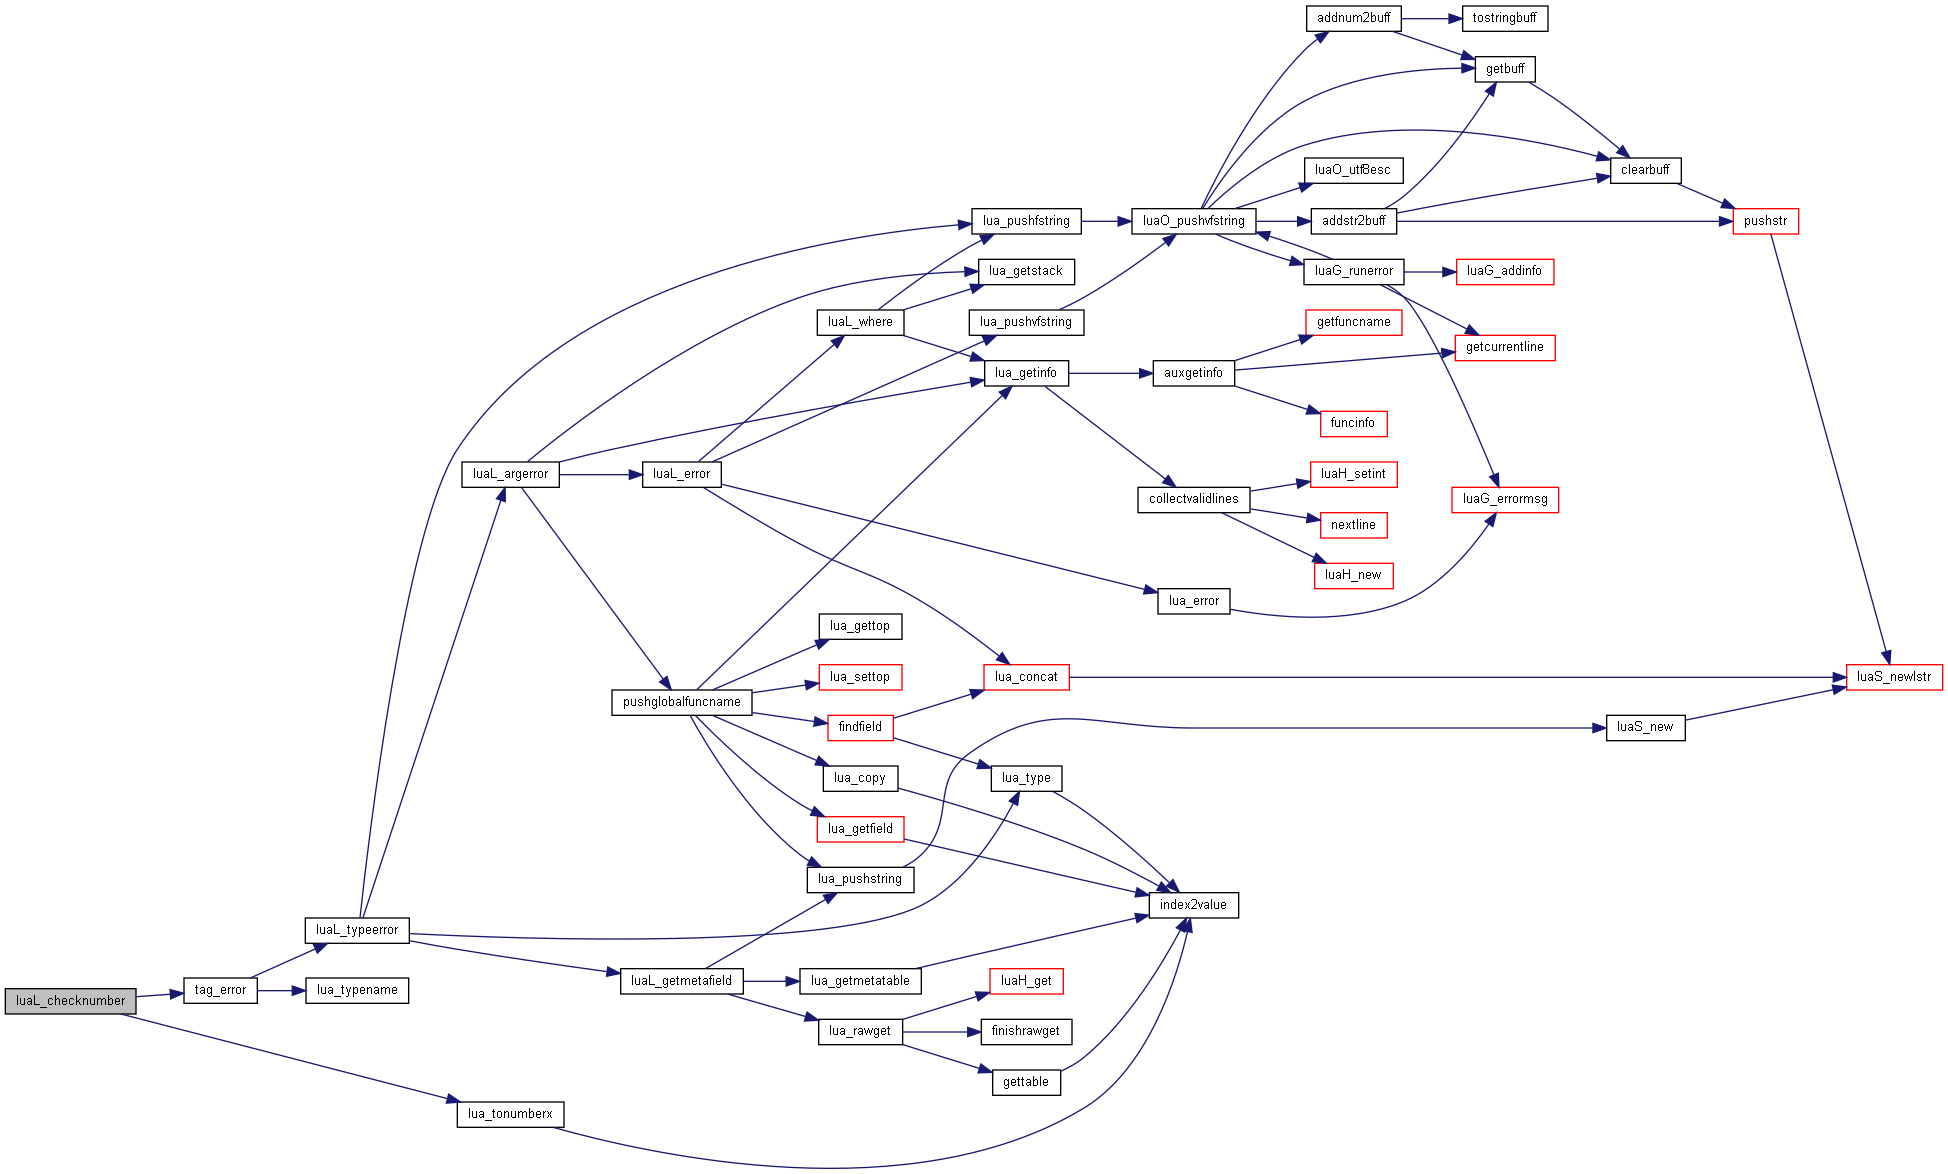 addnum2buff
tostringbuff
getbuff
luaO_utf8esc
clearbuff
lua_pushfstring
luaO_pushvfstring
addstr2buff
pushstr
lua_getstack
luaG_runerror
luaG_addinfo
luaL_where
lua_pushvfstring
getfuncname
getcurrentline
lua_getinfo
auxgetinfo
funcinfo
luaL_argerror
luaL_error
luaH_setint
collectvalidlines
luaG_errormsg
nextline
luaH_new
lua_error
lua_gettop
lua_settop
lua_concat
luaS_newlstr
pushglobalfuncname
findfield
luaS_new
lua_copy
lua_type
lua_getfield
lua_pushstring
index2value
luaL_typeerror
luaL_getmetafield
lua_getmetatable
luaH_get
tag_error
lua_typename
luaL_checknumber
lua_rawget
finishrawget
gettable
lua_tonumberx